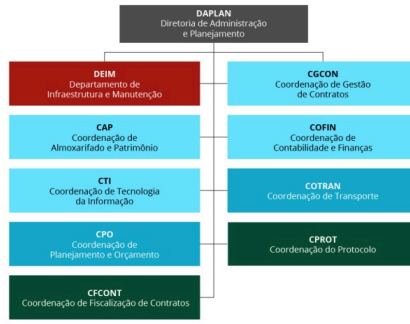 DAPLAN
Diretoria de Administração
e Planejamento
DEIM
Departamento de
Infraestrutura e Manutenção
CGCON
Coordenação de Gestão
de Contratos
CAP
Coordenação de
Almoxarifado e Patrimônio
COFIN
Coordenação de
Contabilidade e Finanças
CTI
Coordenação de Tecnologia
da Informação
COTRAN
Coordenação de Transporte
CPO
Coordenação de
Planejamento e Orçamento
CPROT
Coordenação do Protocolo
CFCONT
Coordenação de Fiscalização de Contratos